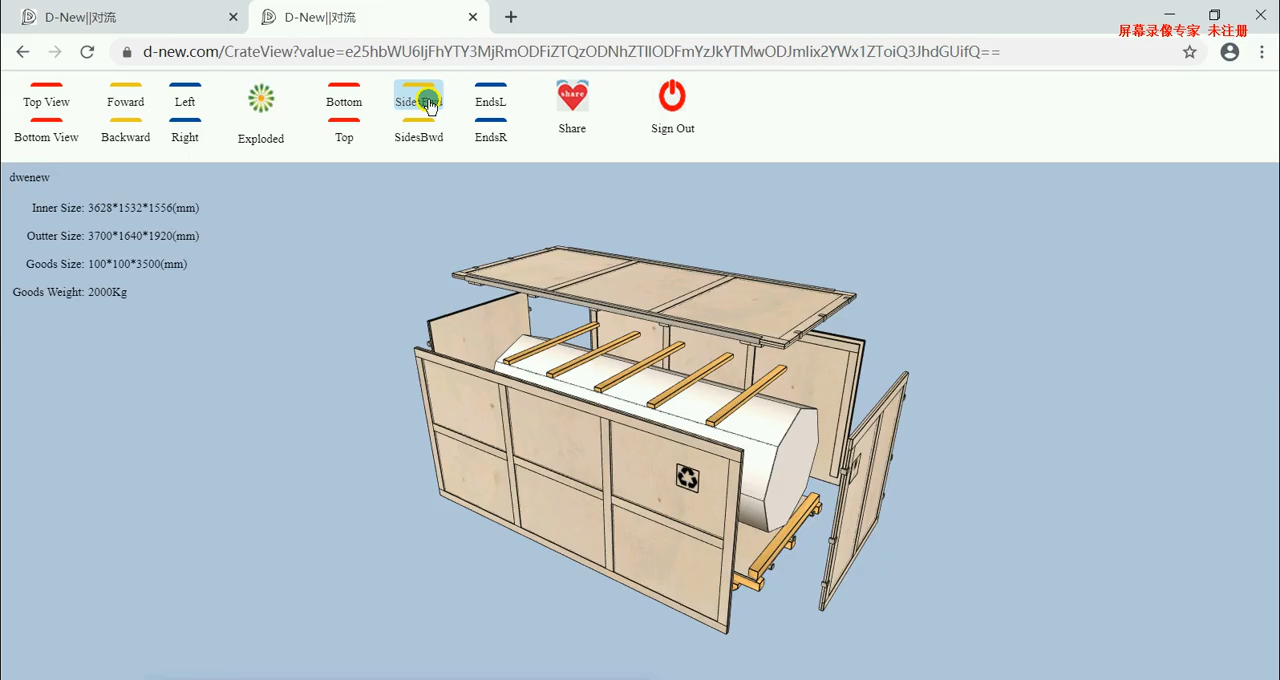 D-New||对流
D-New||对流
屏幕录像专家 未注册
d-new.com/CrateView?value=e25hbWU6IjFhYTY3MjRmODFiZTQzODNhZTllODFmYzJkYTMwODJmIix2YWx1ZToiQ3JhdGUifQ==
Top View
Foward
Left
Bottom
EndsL
Share
Sign Out
Bottom View
Backward
Right
Exploded
Top
SidesBwd
EndsR
share
dwenew
Inner Size: 3628*1532*1556(mm)
Outter Size: 3700*1640*1920(mm)
Goods Size: 100*100*3500(mm)
Goods Weight: 2000Kg